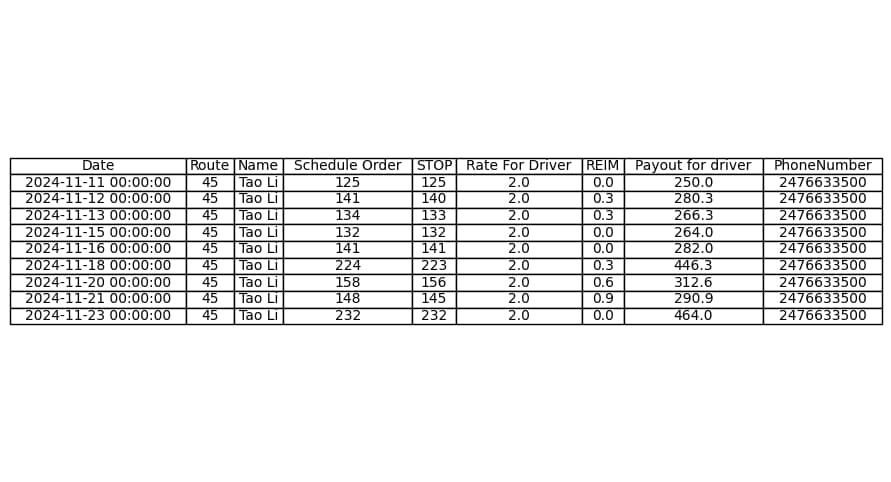 Date Route Name Schedule Order STOP Rate For Driver REIM Payout for driver PhoneNumber
2024-11-11 00:00:00 45 Tao Li 125 125 2.0 0.0 250.0 2476633500
2024-11-12 00:00:00 45 Tao Li 141 140 2.0 0.3 280.3 2476633500
2024-11-13 00:00:00 45 Tao Li 134 133 2.0 0.3 266.3 2476633500
2024-11-15 00:00:00 45 Tao Li 132 132 2.0 0.0 264.0 2476633500
2024-11-16 00:00:00 45 Tao Li 141 141 2.0 0.0 282.0 2476633500
2024-11-18 00:00:00 45 Tao Li 224 223 2.0 0.3 446.3 2476633500
2024-11-20 00:00:00 45 Tao Li 158 156 2.0 0.6 312.6 2476633500
2024-11-21 00:00:00 45 Tao Li 148 145 2.0 0.9 290.9 2476633500
2024-11-23 00:00:00 45 Tao Li 232 232 2.0 0.0 464.0 2476633500